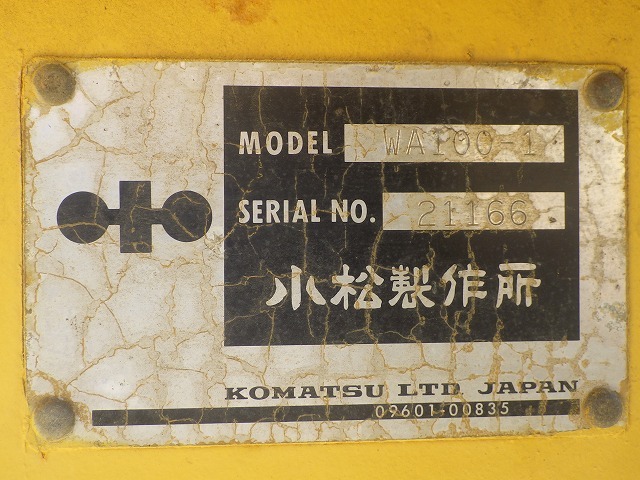 MODEL WA100-1
SERIAL NO. 21166
小松製作所
KOMATSU LTD JAPAN
09601-00835